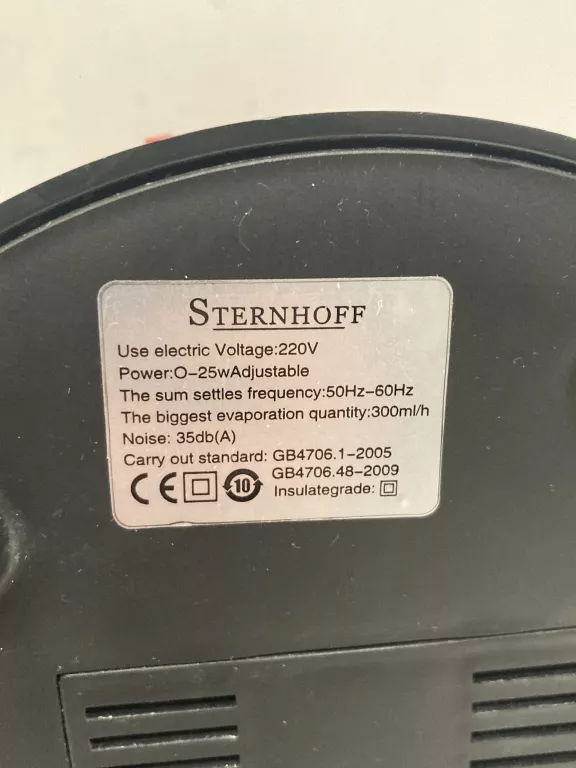 STERNHOFF
Use electric Voltage:220V
Power:O-25wAdjustable
The sum settles frequency:50Hz-60Hz
The biggest evaporation quantity:300ml/h
Noise: 35db(A)
Carry out standard: GB4706.1-2005
GB4706.48-2009
CE 10 Insulategrade: